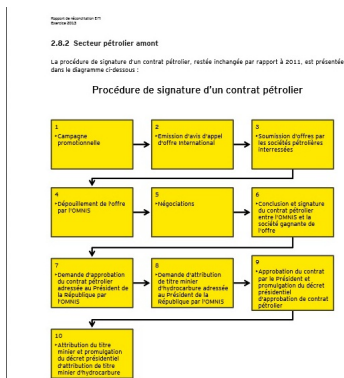 Rapport de réconciliation ETI
Exercice 2012
2.8.2 Secteur pétrolier amont
La procédure de signature d'un contrat pétrolier, restée inchangée par rapport à 2011, est présentée
dans le diagramme ci-dessous :
Procédure de signature d'un contrat pétrolier
1
•Campagne
promotionnelle
2
•Emission d'avis d'appel
d'offre international
3
•Soumission d'offres par
les sociétés pétrolières
interressées
4
•Dépouillement de l'offre
par l'OMNIS
5
•Négociations
6
•Conclusion et signature
du contrat pétrolier
entre l'OMNIS et la
société gagnante de
l'offre
7
•Demande d'approbation
du contrat pétrolier
adressée au Président de
la République par
l'OMNIS
8
•Demande d'attribution
de titre minier
d'hydrocarbure adressée
au Président de la
République par l'OMNIS
9
•Approbation du contrat
par le Président et
promulgation du décret
présidentiel
d'approbation de contrat
pétrolier
10
•Attribution du titre
minier et promulgation
du décret présidentiel
d'attribution de titre
minier d'hydrocarbure